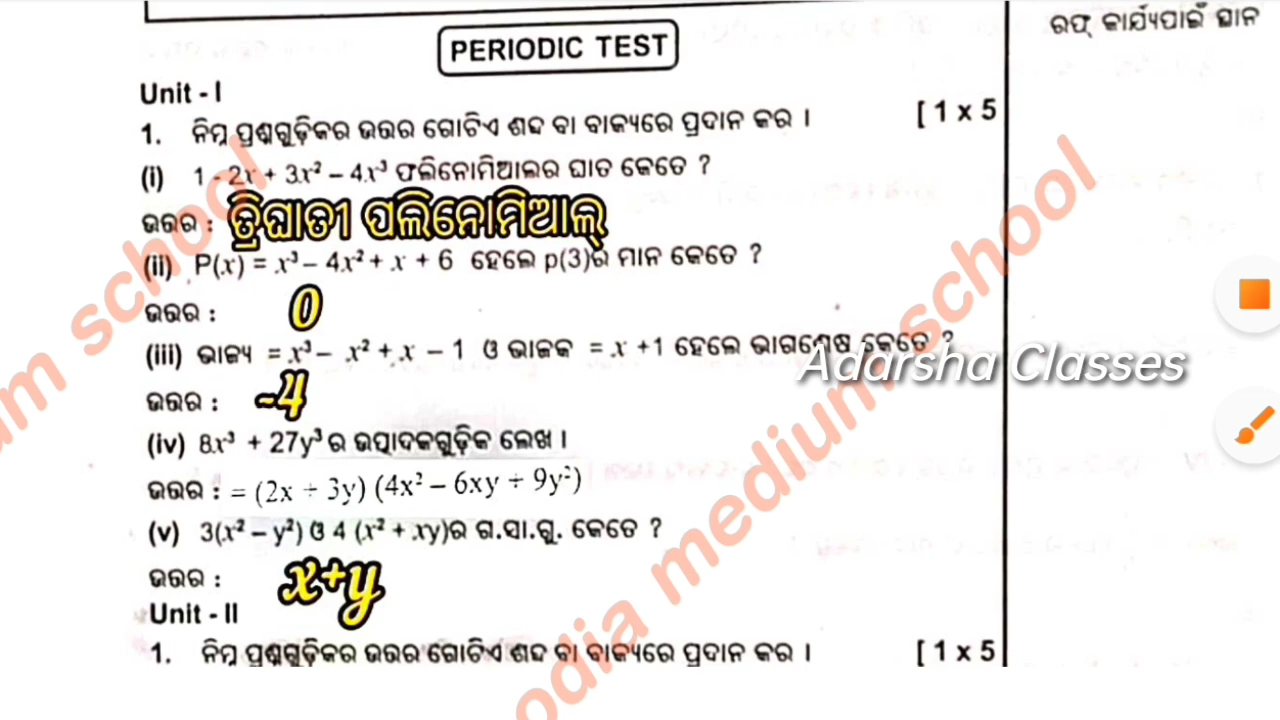 ରଫ୍ କାର୍ଯ୍ୟପାଇଁ ସ୍ଥାନ
PERIODIC TEST
Unit - I
1. ନିମ୍ନ ପ୍ରଶ୍ନଗୁଡ଼ିକର ଉତ୍ତର ଗୋଟିଏ ଶବ୍ଦ ବା ବାକ୍ୟରେ ପ୍ରଦାନ କର । [ 1 x 5
(i) 1 - 2x + 3x² – 4x³ ଫଲିନୋମିଆଲର ଘାତ କେତେ ?
ଉତ୍ତର : ତ୍ରିଘାତୀ ପଲିନୋମିଆଲ୍
(ii) P(x) = x³ – 4x² + x + 6 ହେଲେ p(3)ର ମାନ କେତେ ?
ଉତ୍ତର : 0
(iii) ଭାଜ୍ୟ = x³ – x² + x – 1 ଓ ଭାଜକ = x +1 ହେଲେ ଭାଗଶେଷ କେତେ ?
Adarsha Classes
ଉତ୍ତର : -4
(iv) 8x³ + 27y³ ର ଉତ୍ପାଦକଗୁଡ଼ିକ ଲେଖ ।
ଉତ୍ତର : = (2x + 3y) (4x² – 6xy + 9y²)
(v) 3(x² – y²) ଓ 4 (x² + xy)ର ଗ.ସା.ଗୁ. କେତେ ?
ଉତ୍ତର : x+y
Unit - II
1. ନିମ୍ନ ପ୍ରଶ୍ନଗୁଡ଼ିକର ଉତ୍ତର ଗୋଟିଏ ଶବ୍ଦ ବା ବାକ୍ୟରେ ପ୍ରଦାନ କର । [ 1 x 5
um school
odia medium school